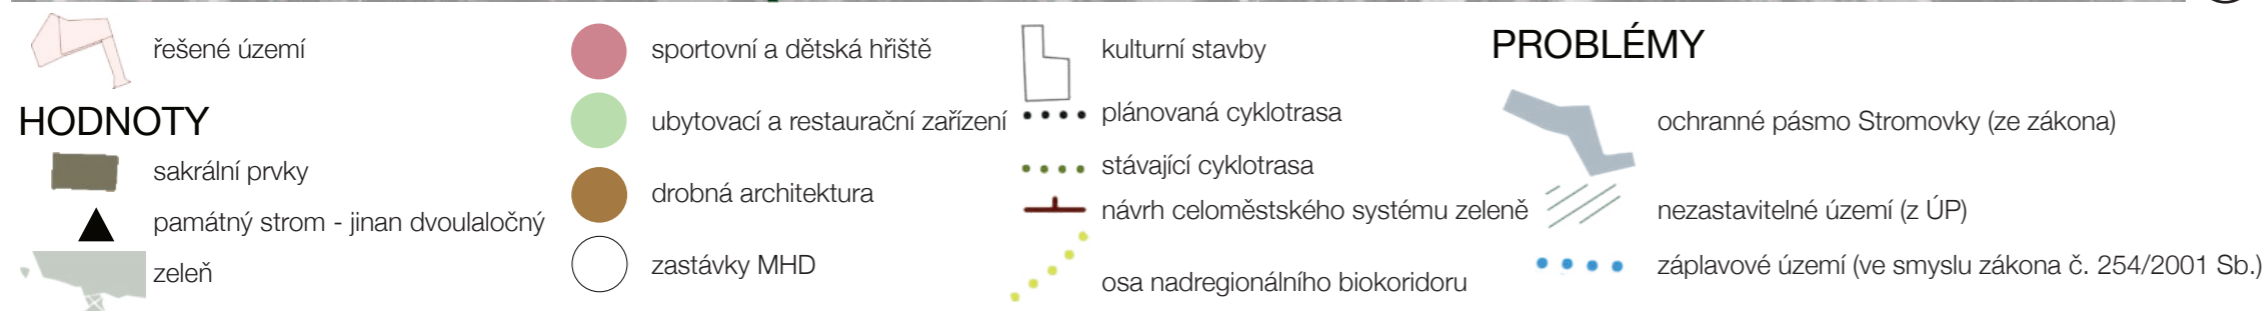 řešené území
HODNOTY
sakrální prvky
památný strom - jinan dvoulaločný
zeleň
sportovní a dětská hřiště
ubytovací a restaurační zařízení
drobná architektura
zastávky MHD
kulturní stavby
plánovaná cyklotrasa
stávající cyklotrasa
návrh celoměstského systému zeleně
osa nadregionálního biokoridoru
PROBLÉMY
ochranné pásmo Stromovky (ze zákona)
nezastavitelné území (z ÚP)
záplavové území (ve smyslu zákona č. 254/2001 Sb.)